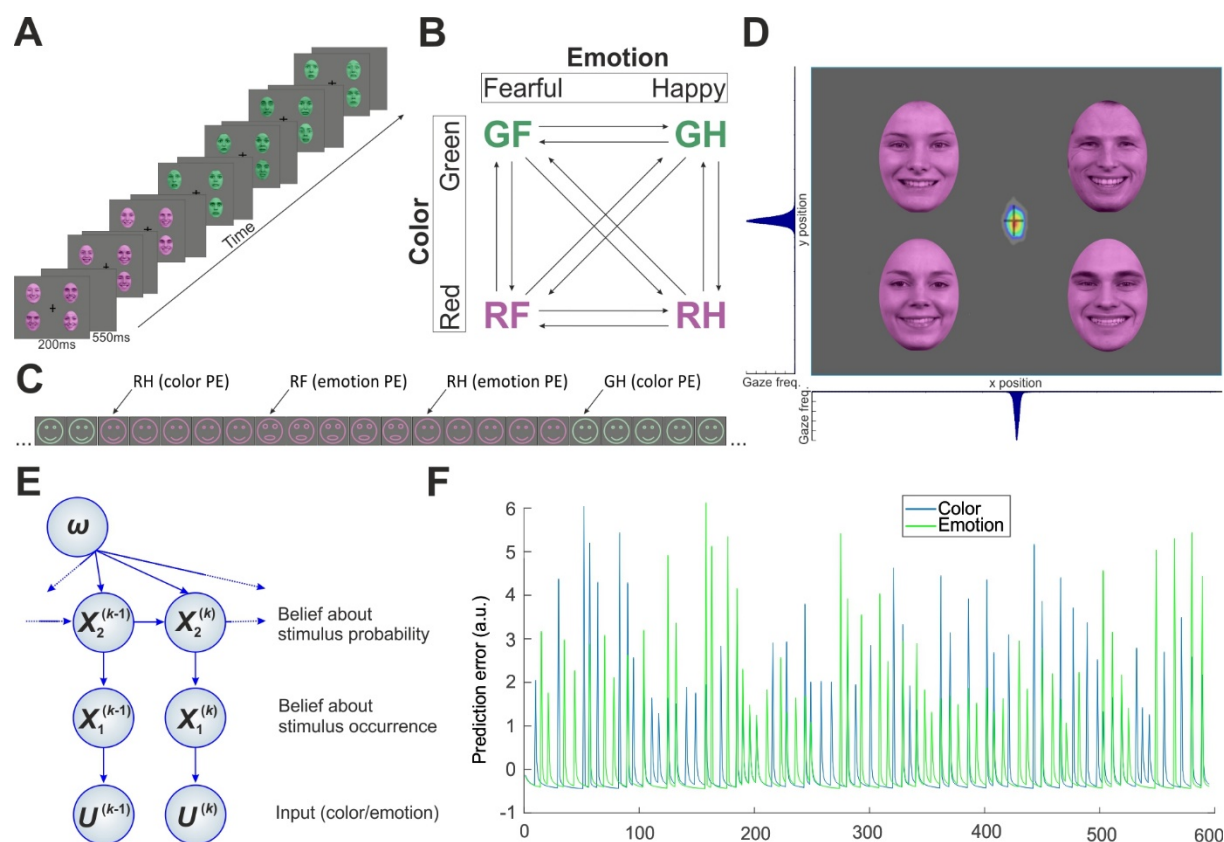 A
Time
200ms
550ms
B
Emotion
Fearful Happy
Color
Green
Red
GF GH
RF RH
C
RH (color PE)
RF (emotion PE)
RH (emotion PE)
GH (color PE)
... ...
D
y position
Gaze freq.
x position
Gaze freq.
E
ω
X₂⁽ᵏ⁻¹⁾ X₂⁽ᵏ⁾
Belief about
stimulus probability
X₁⁽ᵏ⁻¹⁾ X₁⁽ᵏ⁾
Belief about
stimulus occurrence
U⁽ᵏ⁻¹⁾ U⁽ᵏ⁾
Input (color/emotion)
F
Color
Emotion
Prediction error (a.u.)
6
5
4
3
2
1
0
-1
0 100 200 300 400 500 600